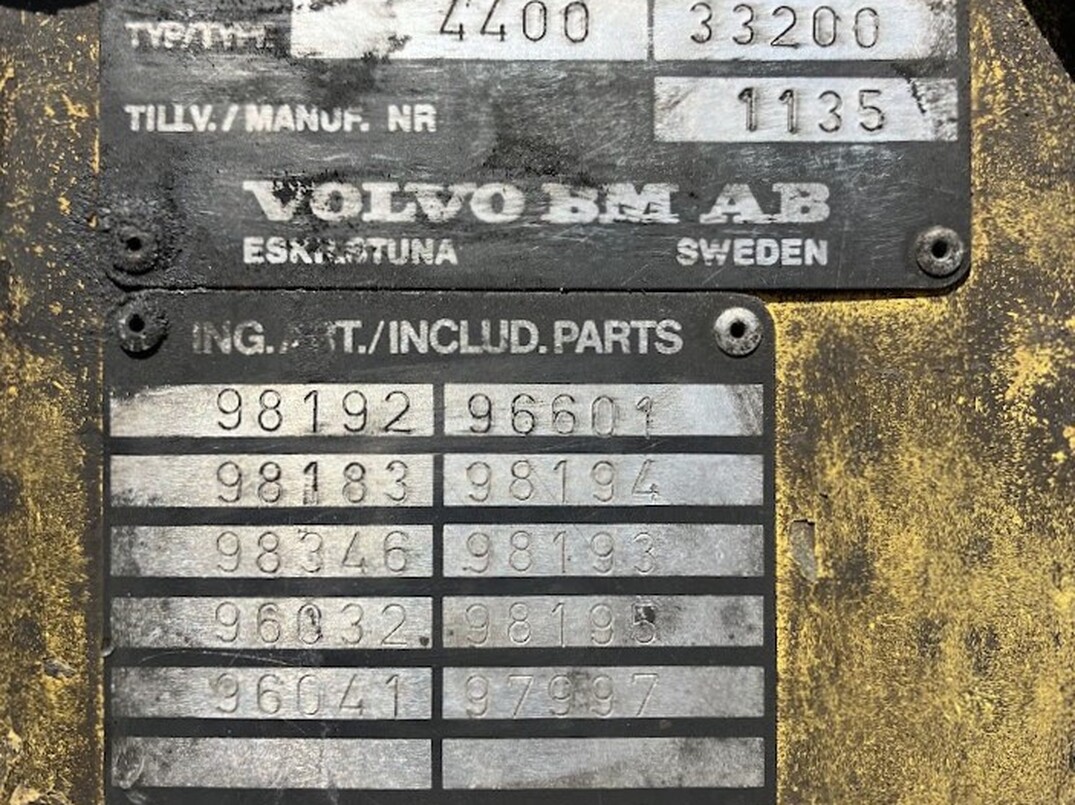 TYP/TYPE 4400 33200
TILLV./MANUF. NR 1135
VOLVO BM AB
ESKILSTUNA SWEDEN
ING.ART./INCLUD.PARTS
98192 96601
98183 98194
98346 98193
96032 98195
96041 97997